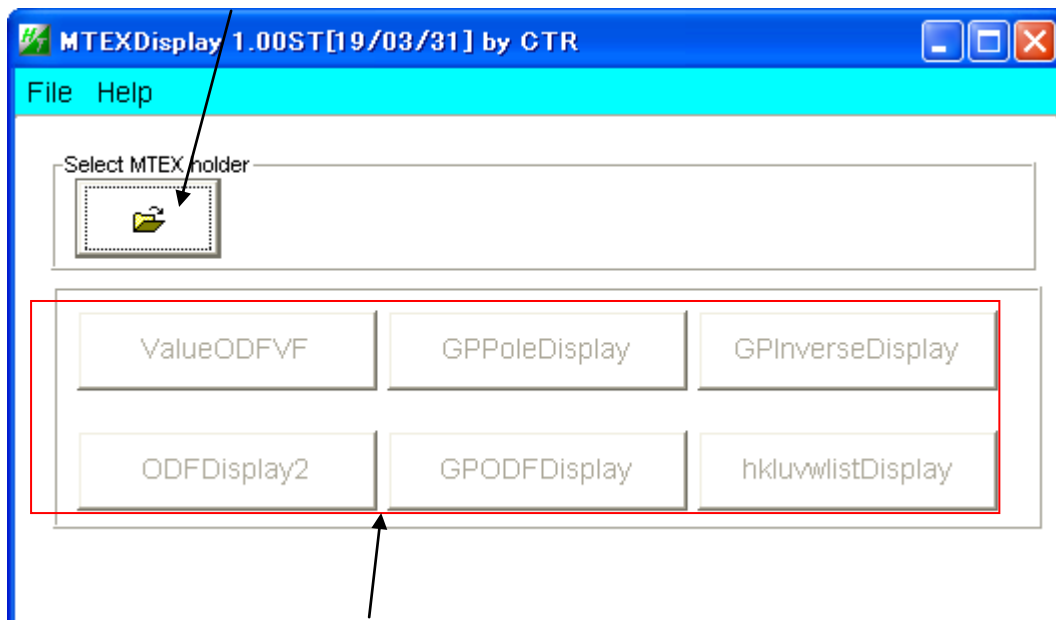 MTEXDisplay 1.00ST[19/03/31] by CTR
File Help
Select MTEX holder
ValueODFVF GPPoleDisplay GPInverseDisplay
ODFDisplay2 GPODFDisplay hkluvwlistDisplay